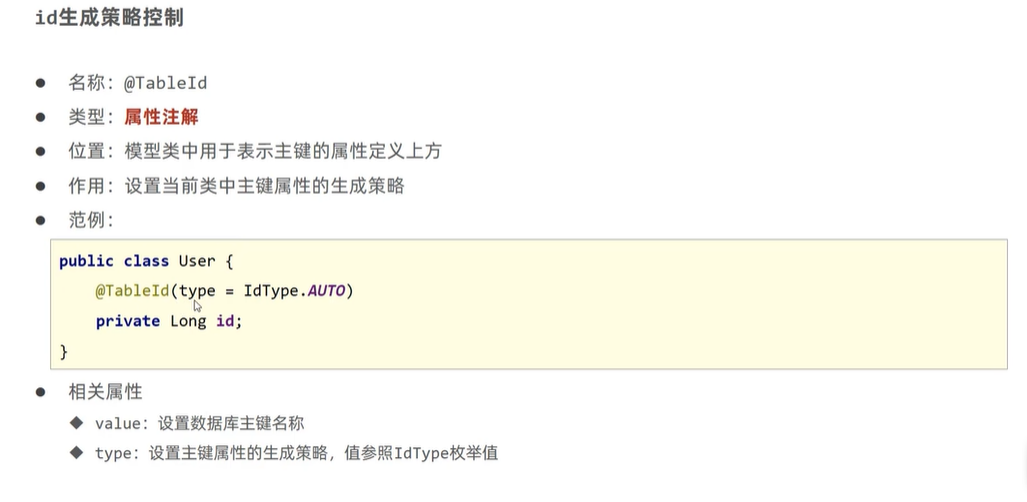 id生成策略控制
● 名称：@TableId
● 类型：属性注解
● 位置：模型类中用于表示主键的属性定义上方
● 作用：设置当前类中主键属性的生成策略
● 范例：
public class User {
    @TableId(type = IdType.AUTO)
    private Long id;
}
● 相关属性
◆ value：设置数据库主键名称
◆ type：设置主键属性的生成策略，值参照IdType枚举值